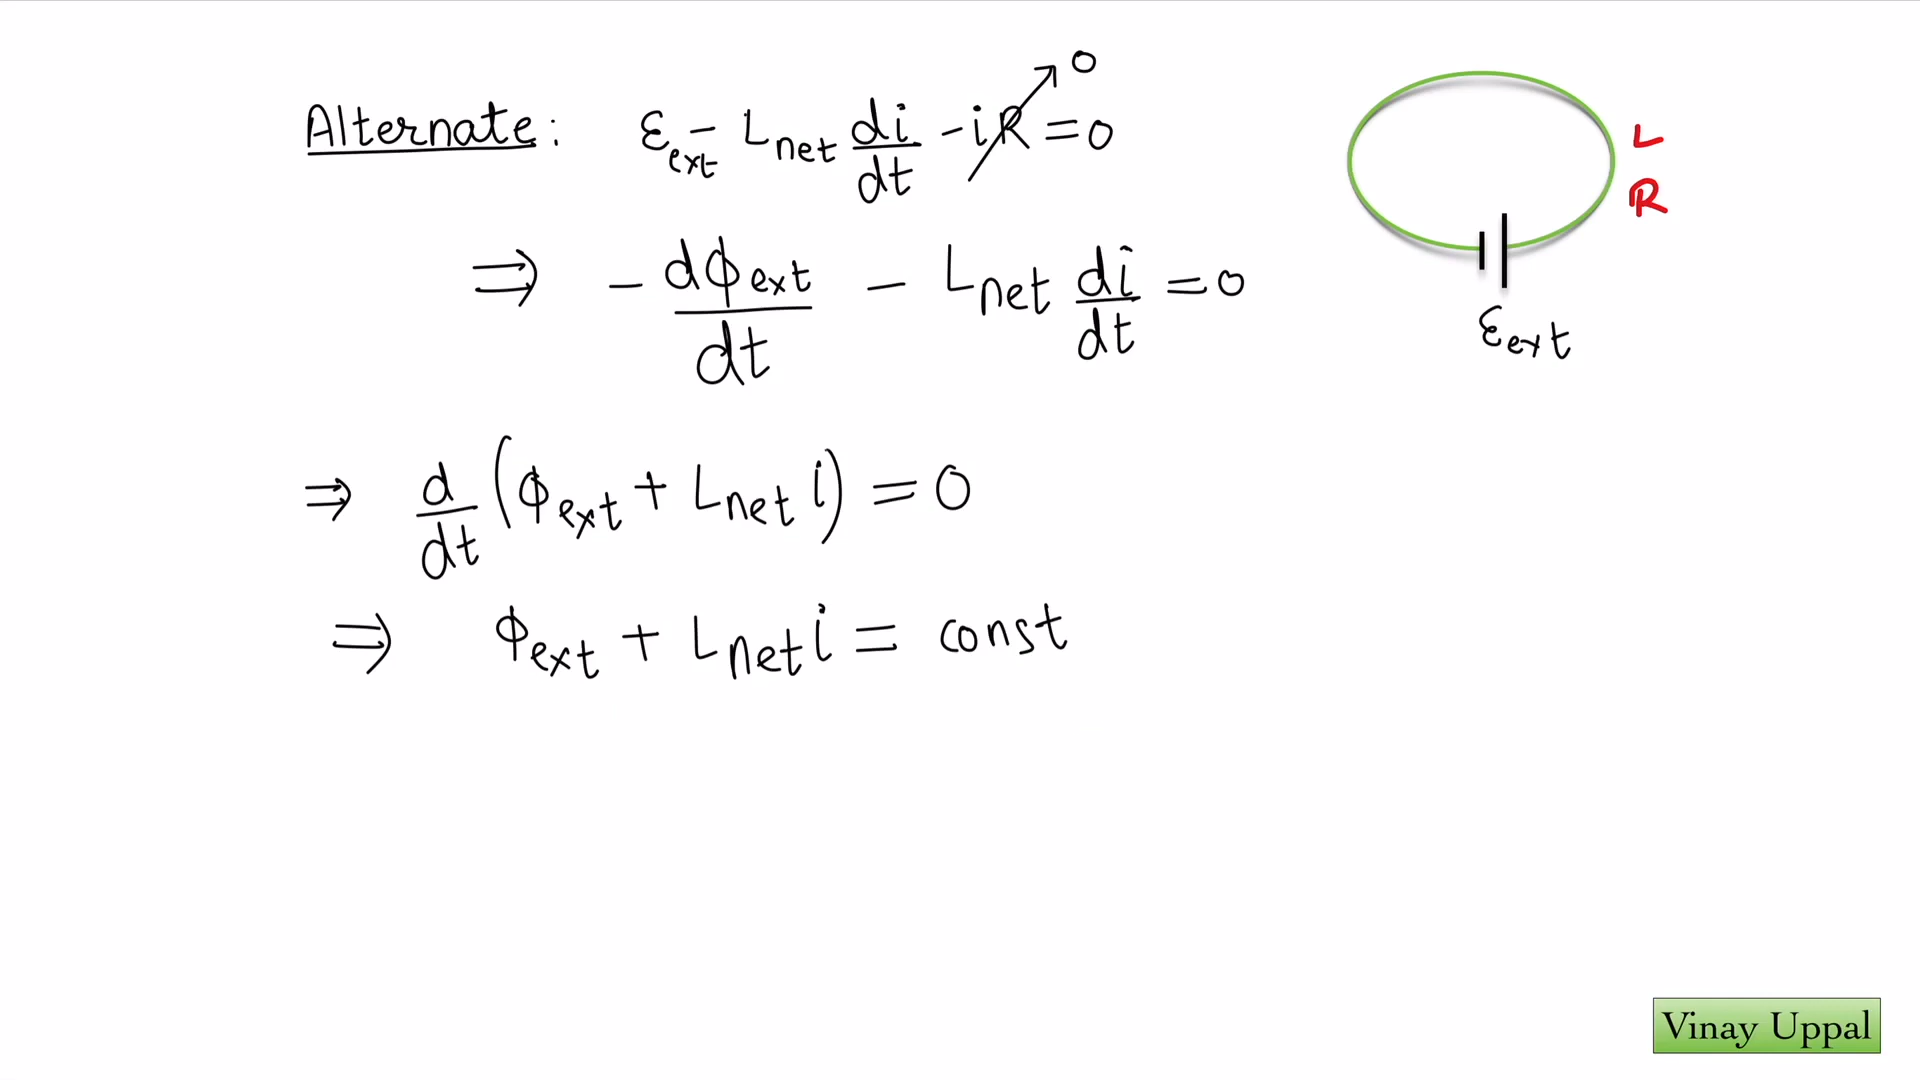 Alternate: ε_ext - L_net di/dt - iR = 0
0
⇒ - dϕ_ext/dt - L_net di/dt = 0
⇒ d/dt (ϕ_ext + L_net i) = 0
⇒ ϕ_ext + L_net i = const
L
R
ε_ext
Vinay Uppal